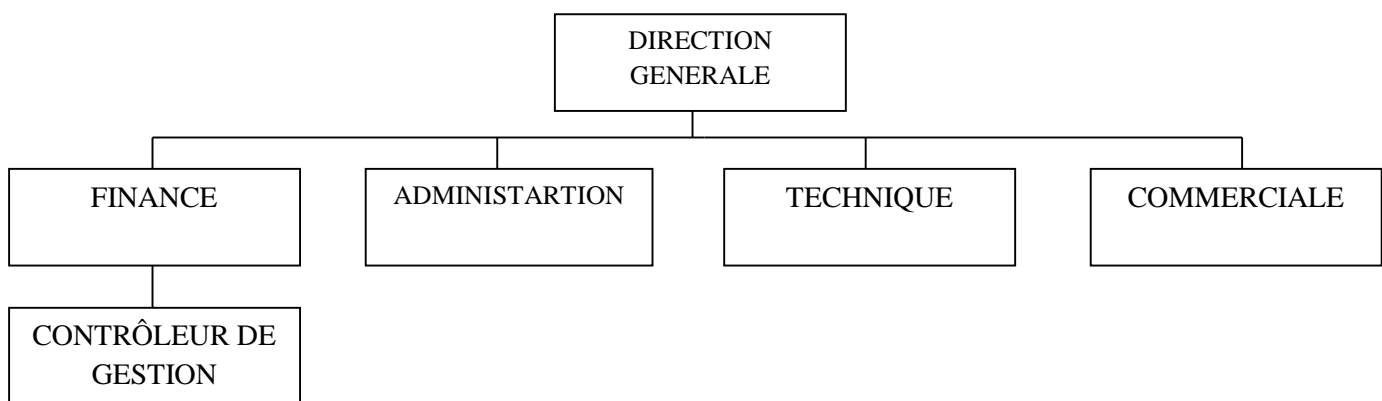 DIRECTION
GENERALE
FINANCE
ADMINISTARTION
TECHNIQUE
COMMERCIALE
CONTRÔLEUR DE
GESTION